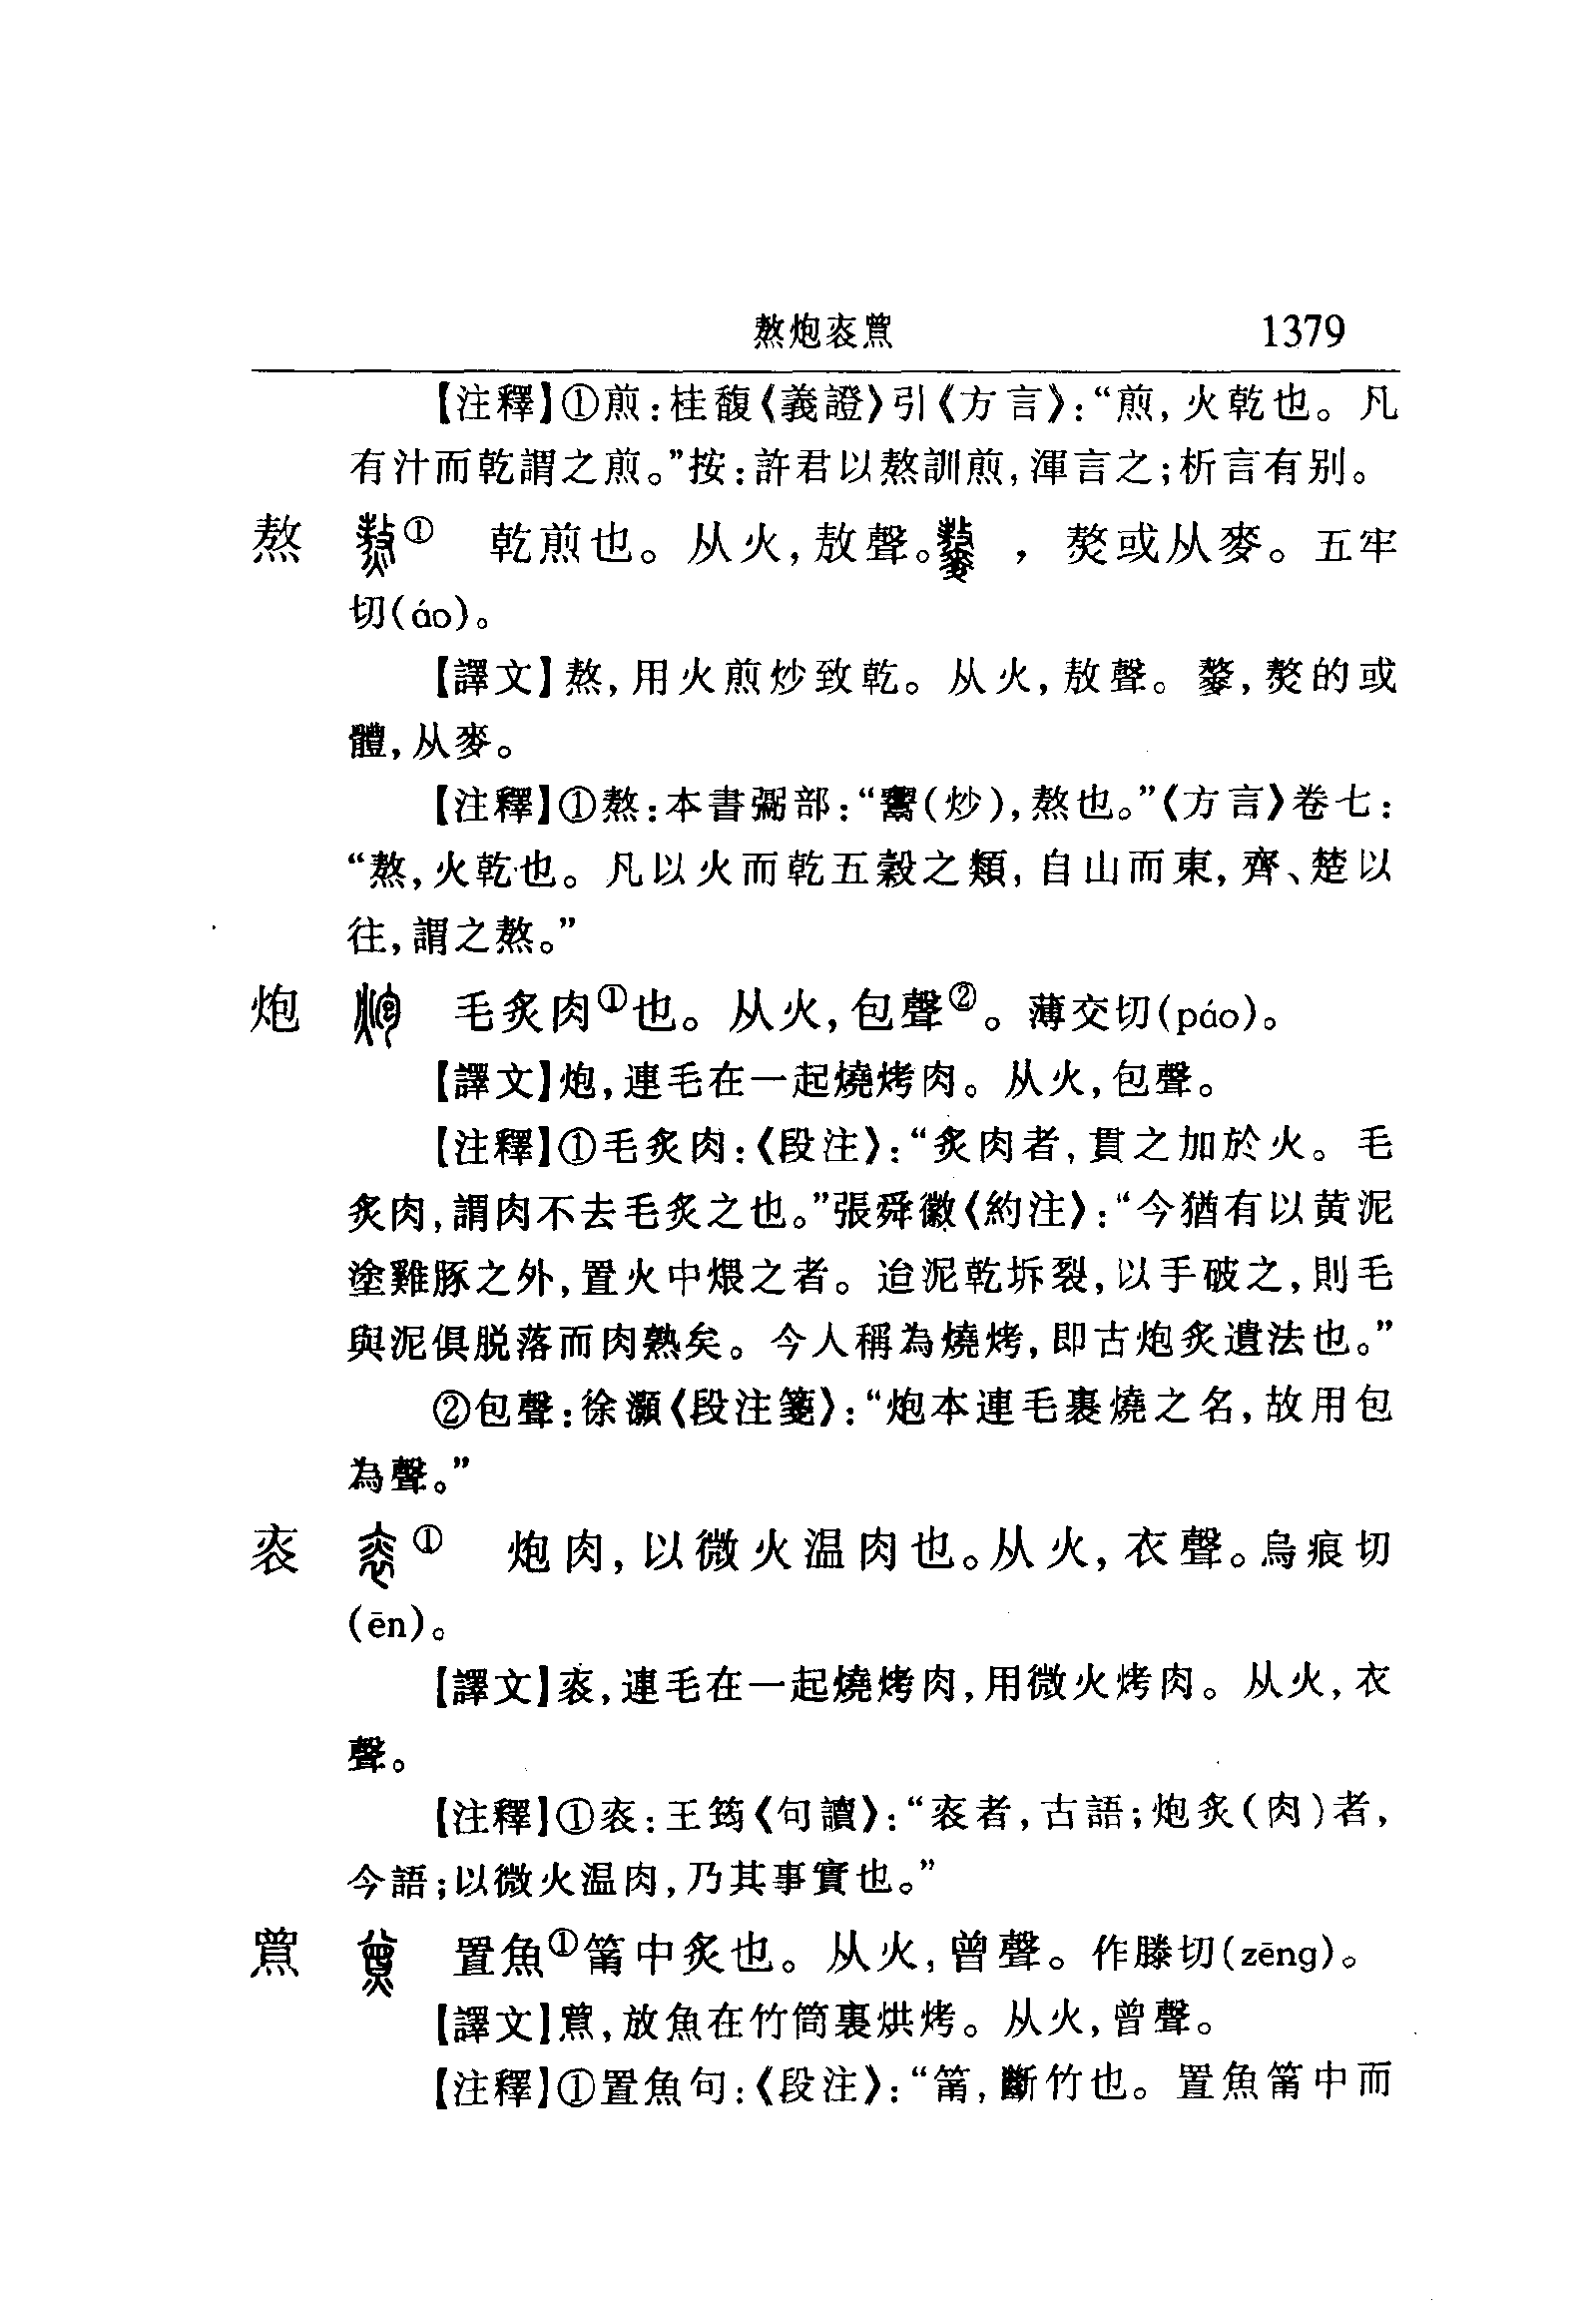 熬炮衮䎖 1379
【注釋】①煎:桂馥《義證》引《方言》:“煎,火乾也。凡
有汁而乾謂之煎。”按:許君以熬訓煎,渾言之;析言有别。
熬 ① 乾煎也。从火,敖聲。 ,熬或从麥。五牢
切(áo)。
【譯文】熬,用火煎炒致乾。从火,敖聲。䵅,熬的或
體,从麥。
【注釋】①熬:本書䰜部:“䰞(炒),熬也。”《方言》卷七:
“熬,火乾也。凡以火而乾五穀之類,自山而東,齊、楚以
往,謂之熬。”
炮 毛炙肉①也。从火,包聲②。薄交切(páo)。
【譯文】炮,連毛在一起燒烤肉。从火,包聲。
【注釋】①毛炙肉:《段注》:“炙肉者,貫之加於火。毛
炙肉,謂肉不去毛炙之也。”張舜徽《約注》:“今猶有以黄泥
塗雞豚之外,置火中煨之者。迨泥乾坼裂,以手破之,則毛
與泥俱脱落而肉熟矣。今人稱為燒烤,即古炮炙遺法也。”
②包聲:徐灝《段注箋》:“炮本連毛裹燒之名,故用包
為聲。”
① 炮肉,以微火温肉也。从火,衣聲。烏痕切
(ēn)。
【譯文】,連毛在一起燒烤肉,用微火烤肉。从火,衣
聲。
【注釋】①:王筠《句讀》:“者,古語;炮炙(肉)者,
今語;以微火温肉,乃其事實也。”
置魚①筩中炙也。从火,曾聲。作滕切(zēng)。
【譯文】,放魚在竹筒裏烘烤。从火,曾聲。
【注釋】①置魚句:《段注》:“筩,斷竹也。置魚筩中而